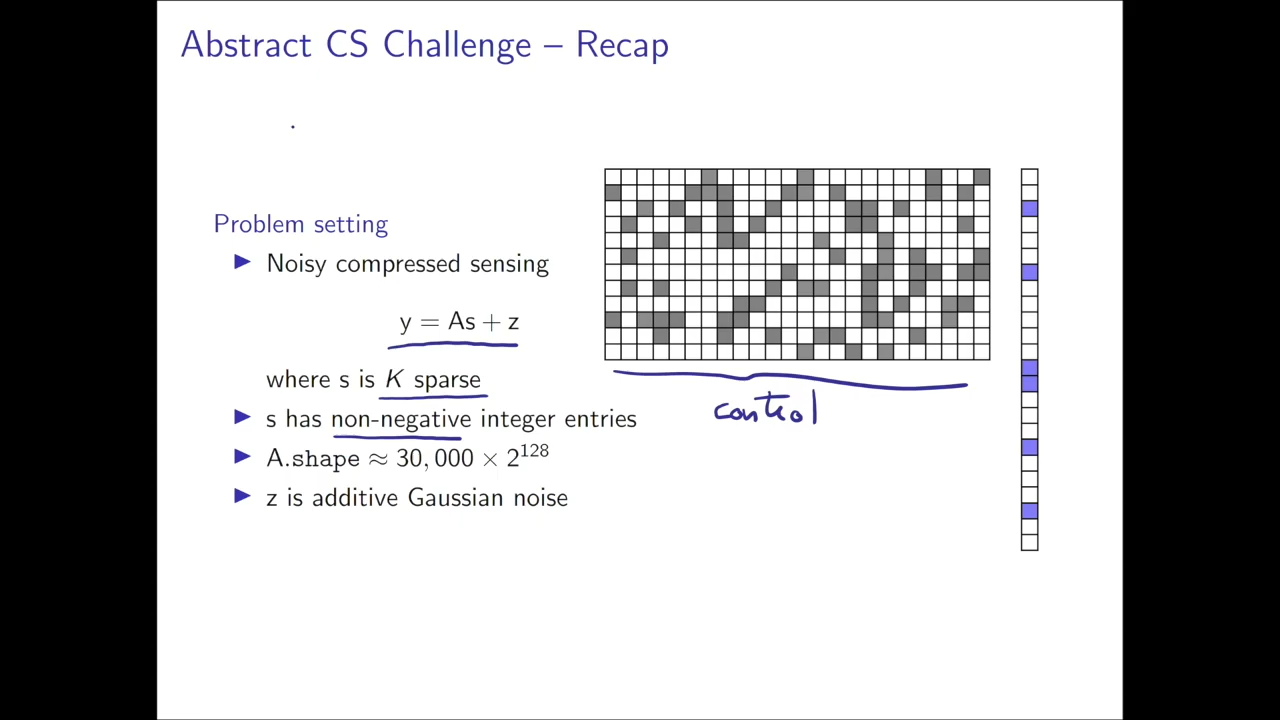 Abstract CS Challenge – Recap
Problem setting
▶ Noisy compressed sensing
y = As + z
where s is K sparse
▶ s has non-negative integer entries
▶ A.shape ≈ 30,000 × 2^128
▶ z is additive Gaussian noise
control